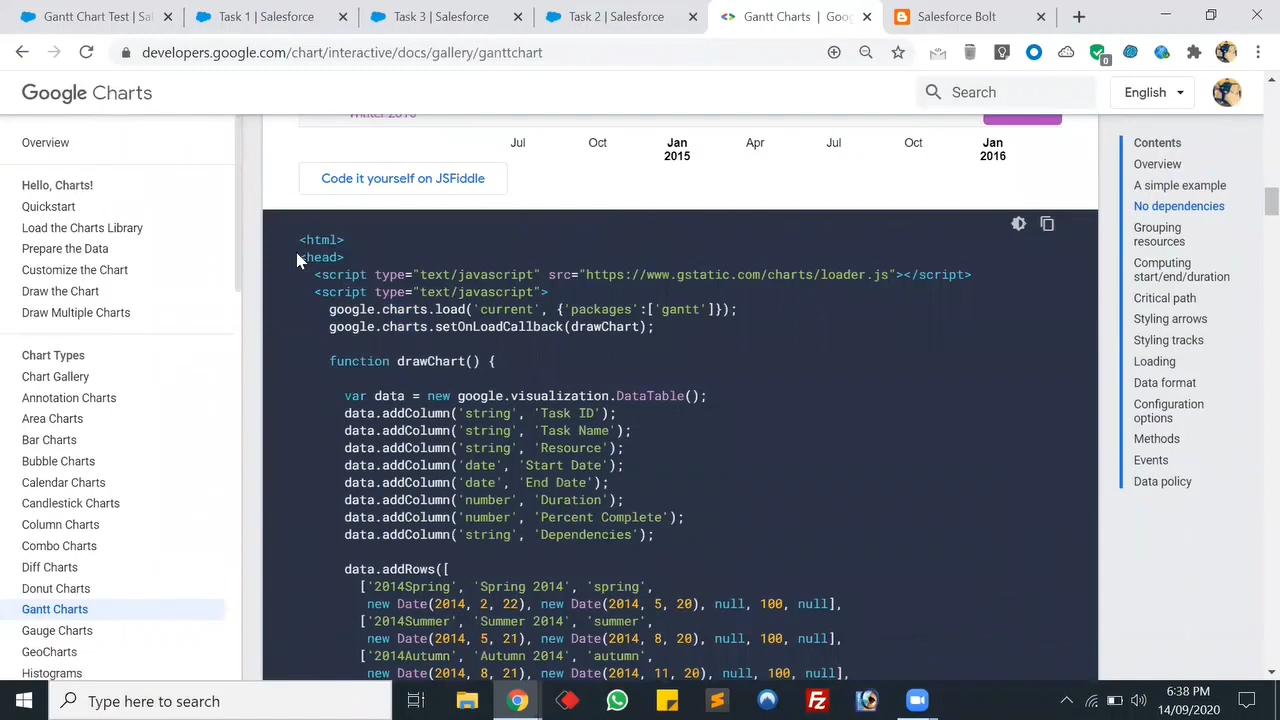 Gantt Chart Test | Sa
Task 1 | Salesforce
Task 3 | Salesforce
Task 2 | Salesforce
Gantt Charts | Goog
Salesforce Bolt
developers.google.com/chart/interactive/docs/gallery/ganttchart
0
Google Charts
Search
English
Overview
Hello, Charts!
Quickstart
Load the Charts Library
Prepare the Data
Customize the Chart
Draw the Chart
Draw Multiple Charts
Chart Types
Chart Gallery
Annotation Charts
Area Charts
Bar Charts
Bubble Charts
Calendar Charts
Candlestick Charts
Column Charts
Combo Charts
Diff Charts
Donut Charts
Gantt Charts
Gauge Charts
GeoCharts
Histograms
Jul Oct Jan Apr Jul Oct Jan
2015 2016
Code it yourself on JSFiddle
<html>
<head>
<script type="text/javascript" src="https://www.gstatic.com/charts/loader.js"></script>
<script type="text/javascript">
google.charts.load('current', {'packages':['gantt']});
google.charts.setOnLoadCallback(drawChart);
function drawChart() {
var data = new google.visualization.DataTable();
data.addColumn('string', 'Task ID');
data.addColumn('string', 'Task Name');
data.addColumn('string', 'Resource');
data.addColumn('date', 'Start Date');
data.addColumn('date', 'End Date');
data.addColumn('number', 'Duration');
data.addColumn('number', 'Percent Complete');
data.addColumn('string', 'Dependencies');
data.addRows([
['2014Spring', 'Spring 2014', 'spring',
new Date(2014, 2, 22), new Date(2014, 5, 20), null, 100, null],
['2014Summer', 'Summer 2014', 'summer',
new Date(2014, 5, 21), new Date(2014, 8, 20), null, 100, null],
['2014Autumn', 'Autumn 2014', 'autumn',
new Date(2014, 8, 21), new Date(2014, 11, 20), null, 100, null],
Contents
Overview
A simple example
No dependencies
Grouping
resources
Computing
start/end/duration
Critical path
Styling arrows
Styling tracks
Loading
Data format
Configuration
options
Methods
Events
Data policy
Type here to search
6:38 PM
14/09/2020